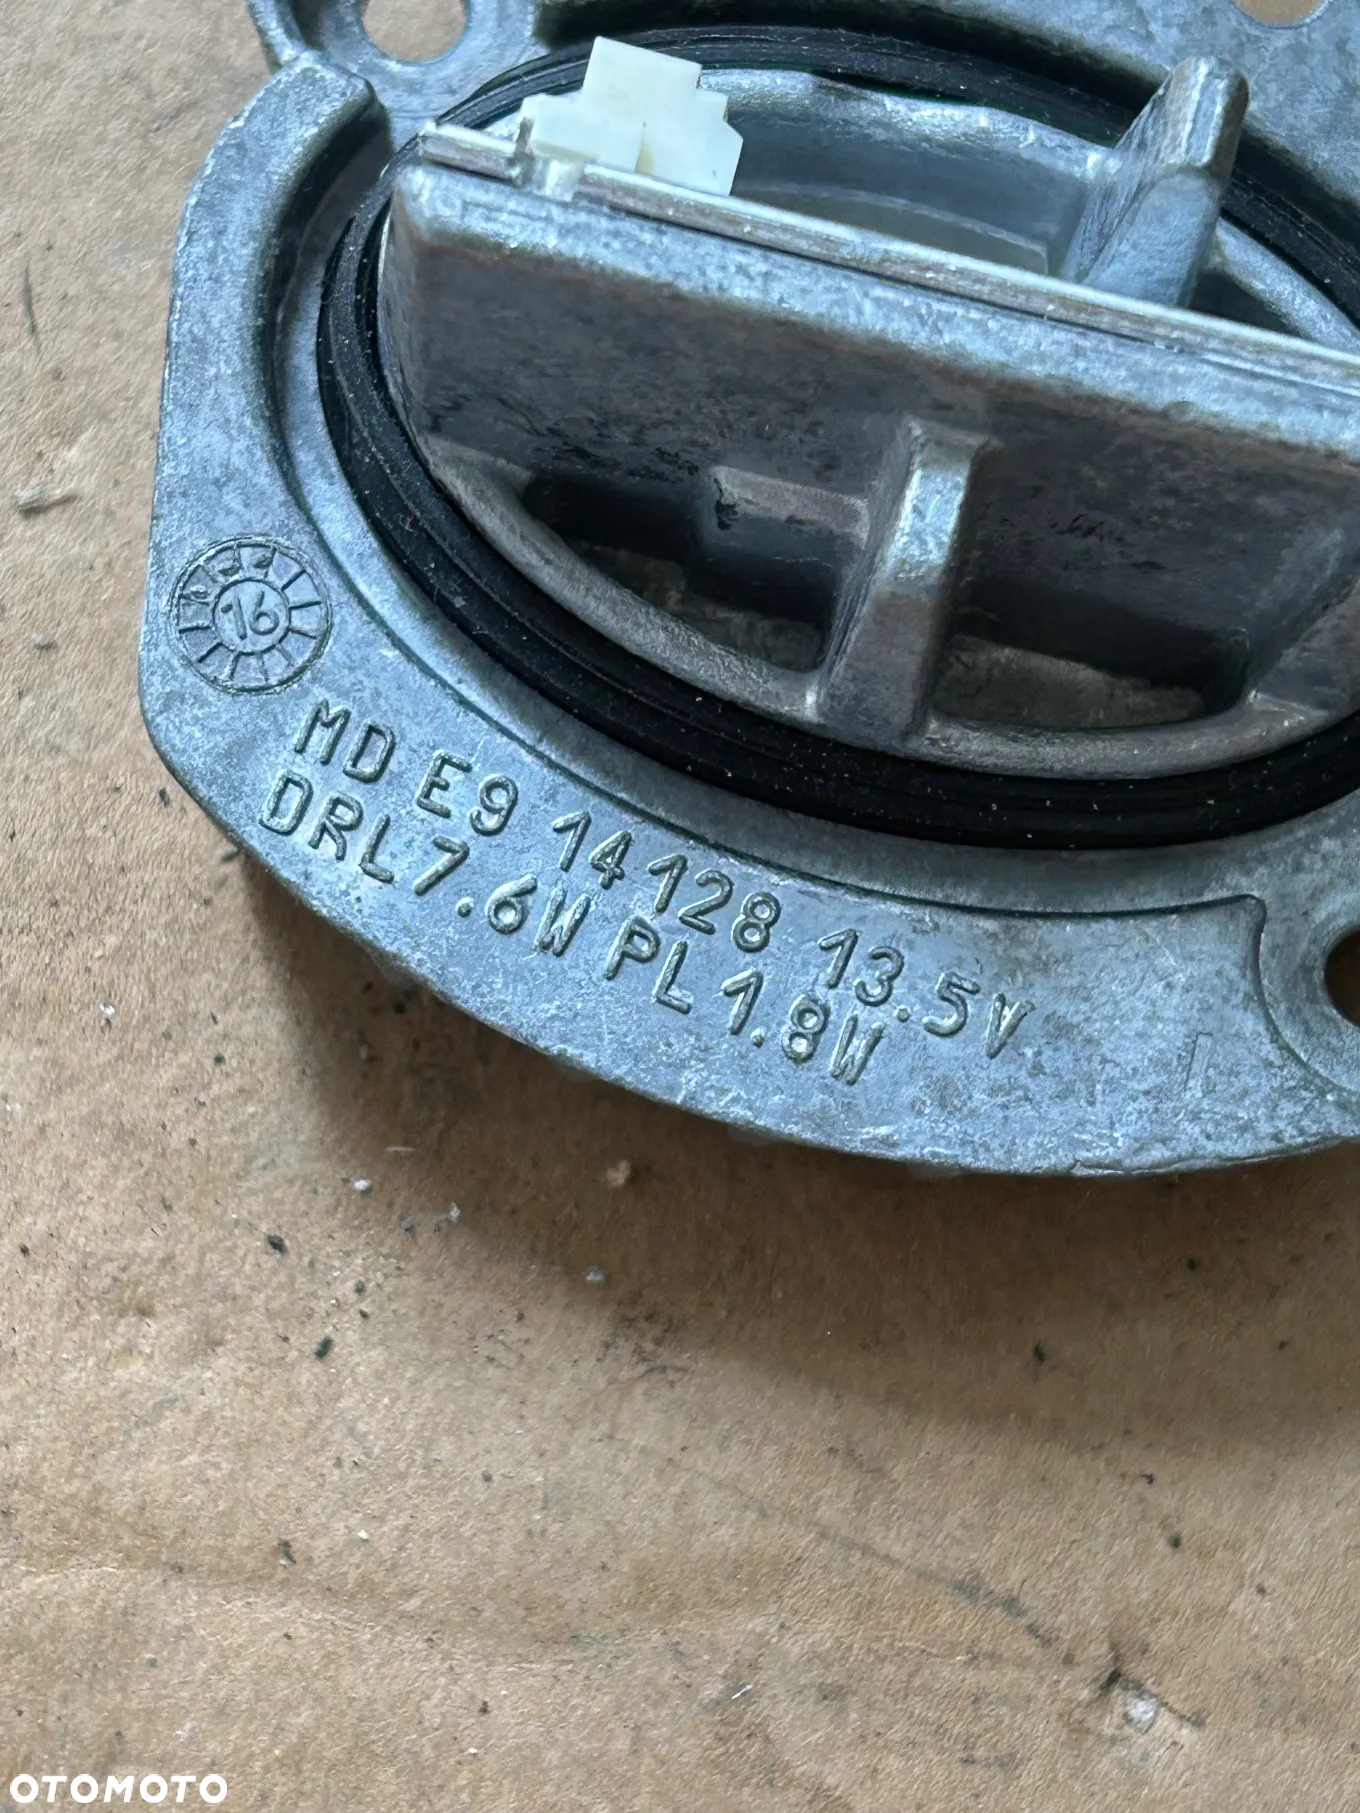 16
MD E9 14128 13.5V
DRL7.6W PL1.8W
OTOMOTO